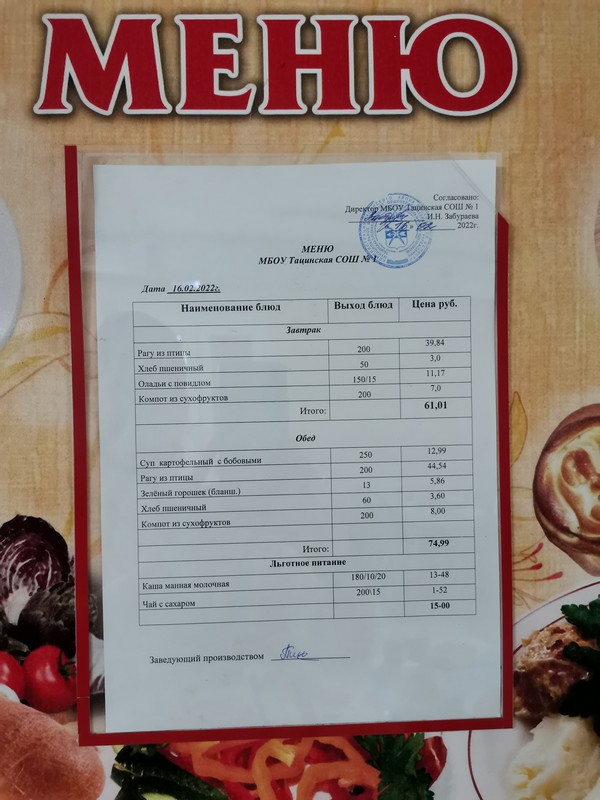 МЕНЮ
Согласовано:
Директор МБОУ Тацинская СОШ № 1
И.Н. Забураева
2022г.
МЕНЮ
МБОУ Тацинская СОШ № 1
Дата 16.02.2022г.
Наименование блюд Выход блюд Цена руб.
Завтрак
Рагу из птицы 200 39,84
Хлеб пшеничный 50 3,0
Оладьи с повидлом 150/15 11,17
Компот из сухофруктов 200 7,0
Итого: 61,01
Обед
Суп картофельный с бобовыми 250 12,99
Рагу из птицы 200 44,54
Зелёный горошек (бланш.) 13 5,86
Хлеб пшеничный 60 3,60
Компот из сухофруктов 200 8,00
Итого: 74,99
Льготное питание
Каша манная молочная 180/10/20 13-48
Чай с сахаром 200\15 1-52
15-00
Заведующий производством